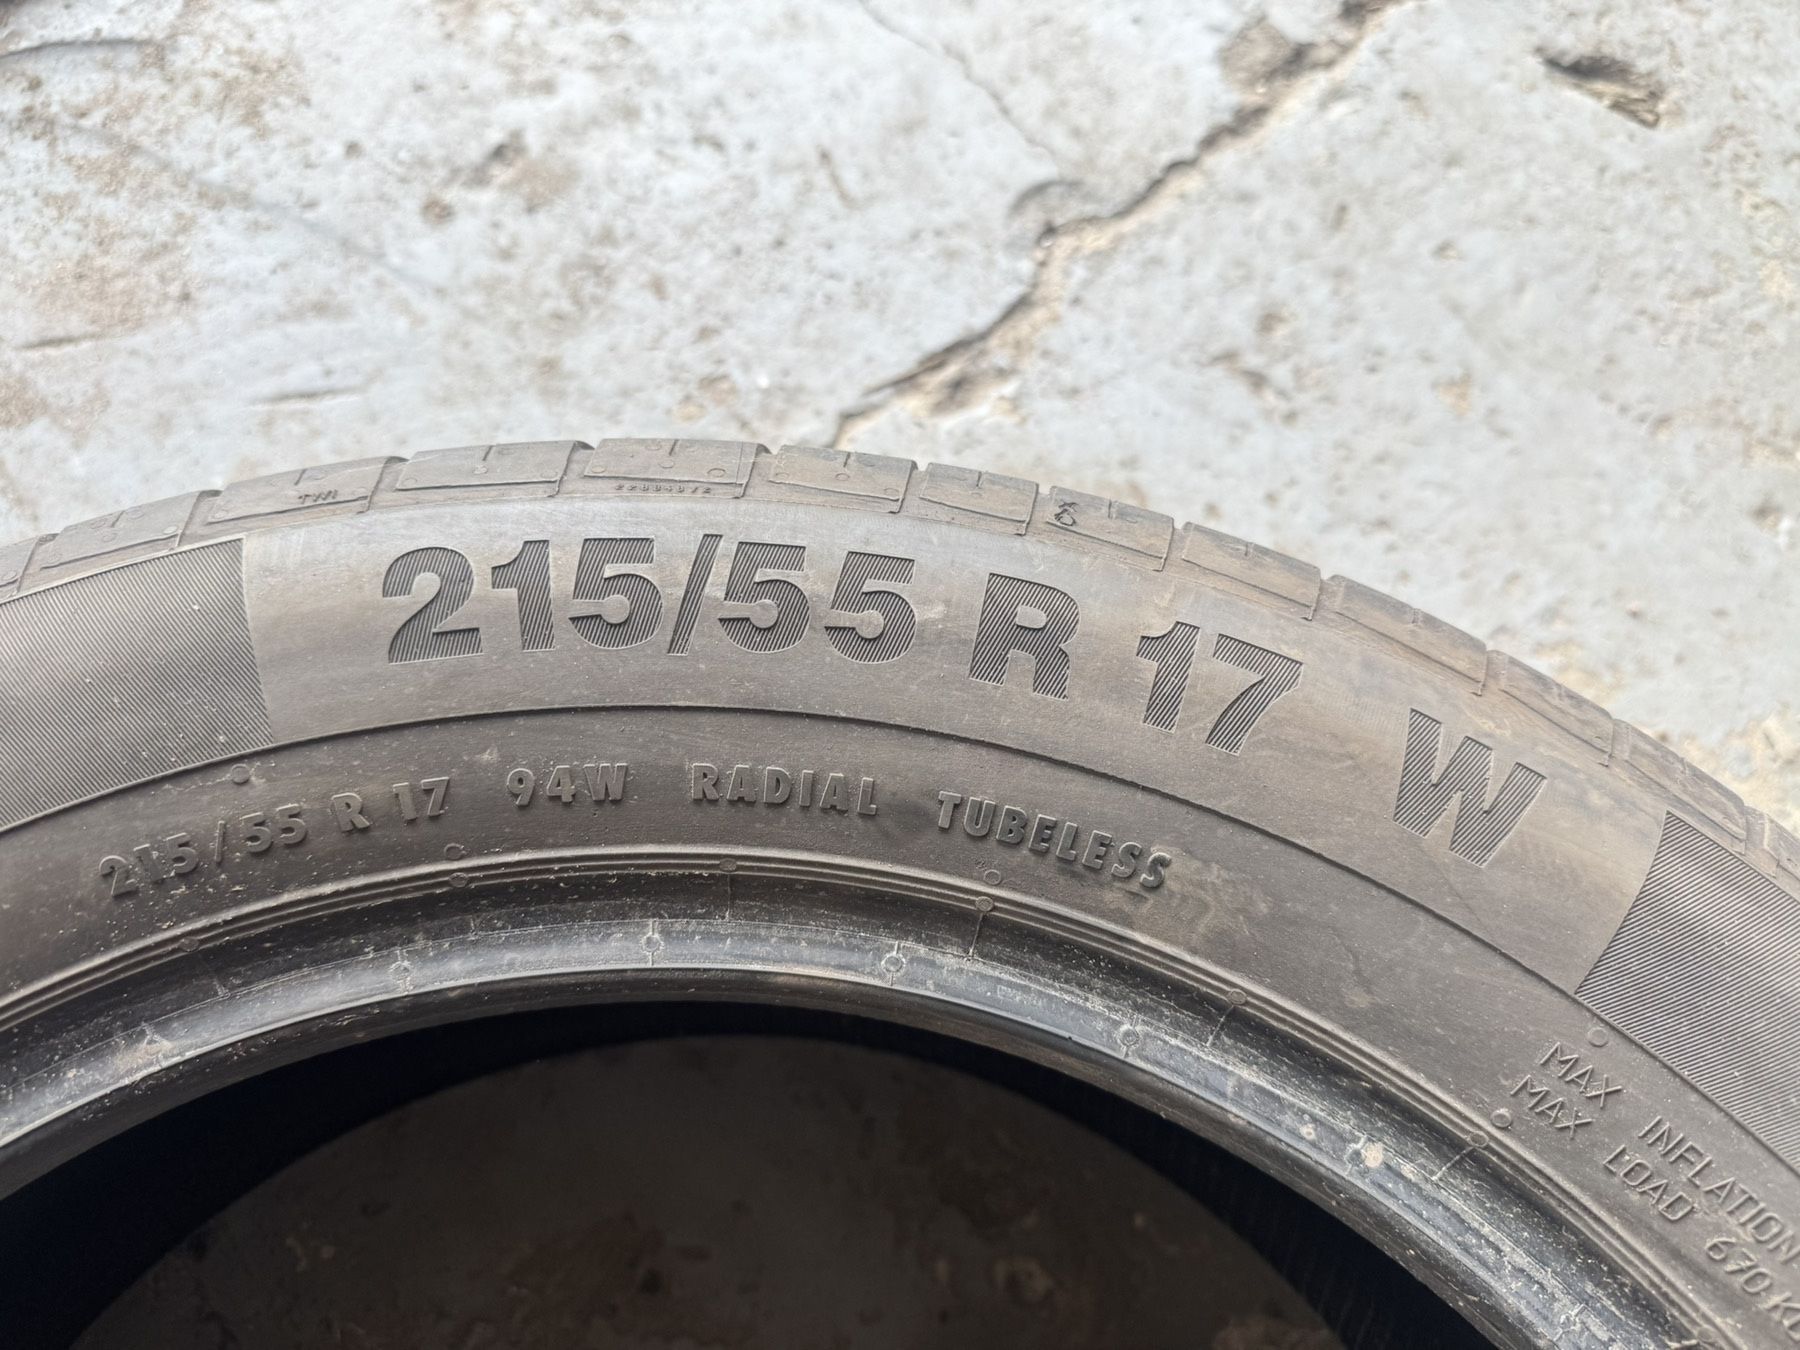 TWI
215/55 R 17 W
215/55 R 17 94W RADIAL TUBELESS
MAX INFLATION
MAX LOAD 670 K